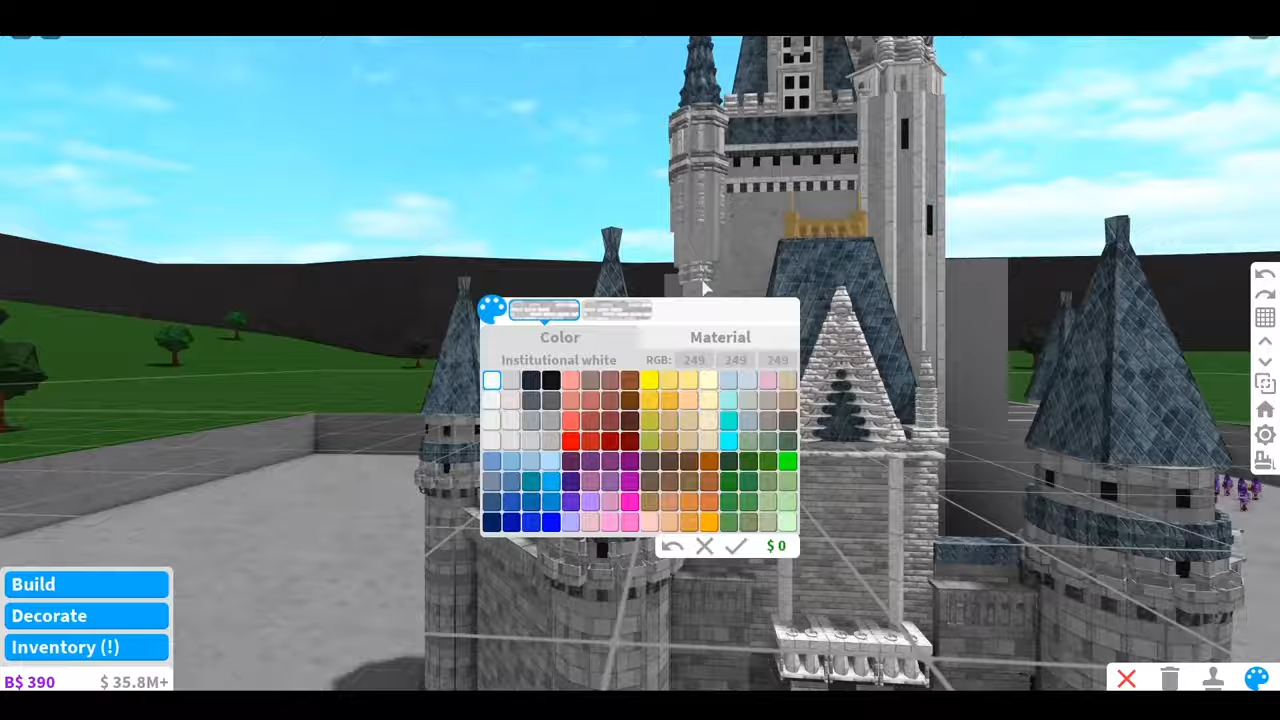 Color
Material
Institutional white
RGB: 249 249 249
$ 0
Build
Decorate
Inventory (!)
B$ 390
$ 35.8M+